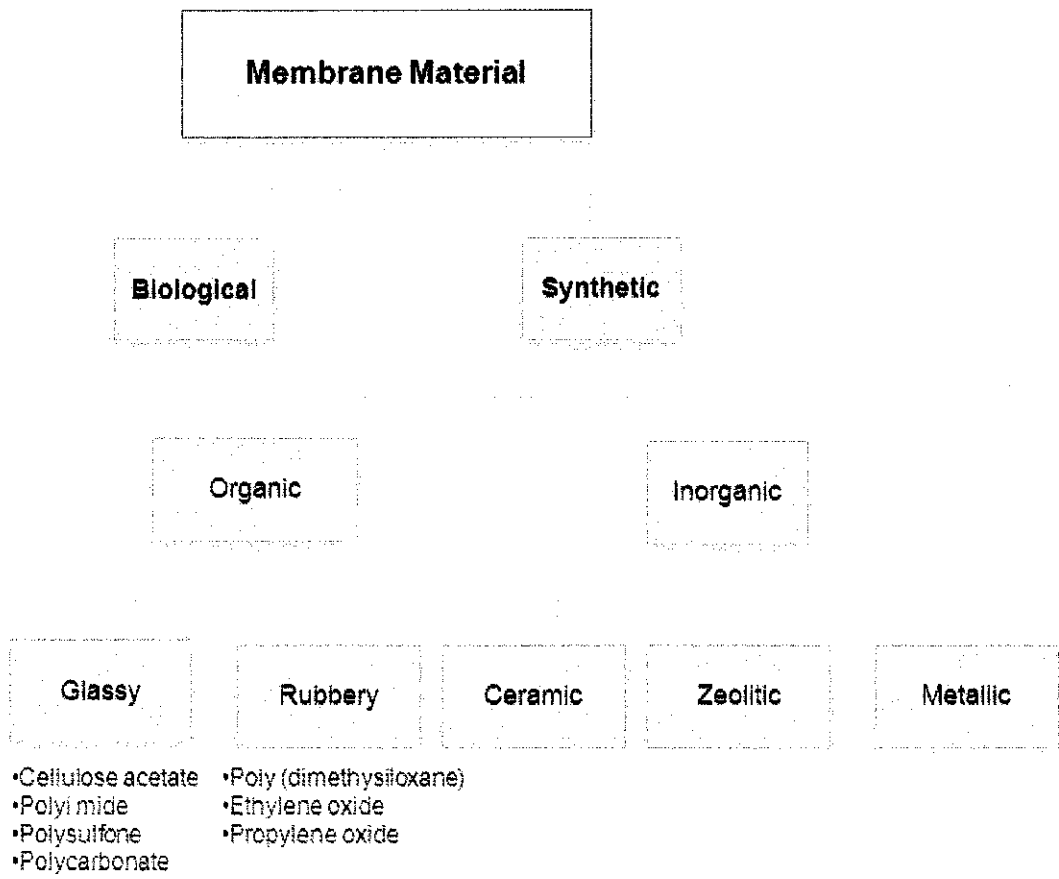 Membrane Material
Biological
Synthetic
Organic
Inorganic
Glassy
Rubbery
Ceramic
Zeolitic
Metallic
•Cellulose acetate
•Polyi mide
•Polysulfone
•Polycarbonate
•Poly (dimethysiloxane)
•Ethylene oxide
•Propylene oxide